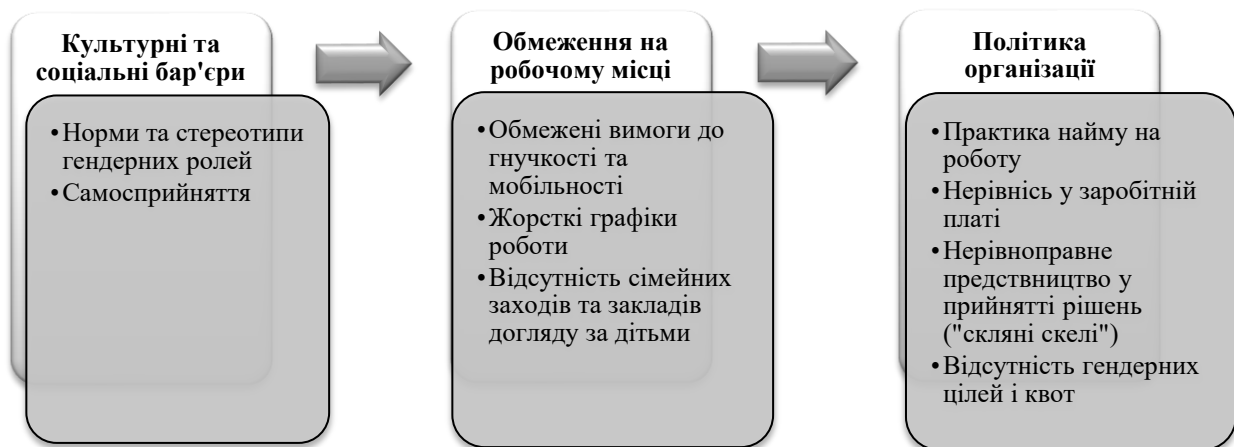 Культурні та
соціальні бар'єри
•Норми та стереотипи
гендерних ролей
•Самосприйняття
Обмеження на
робочому місці
•Обмежені вимоги до
гнучкості та
мобільності
•Жорсткі графіки
роботи
•Відсутність сімейних
заходів та закладів
догляду за дітьми
Політика
організації
•Практика найму на
роботу
•Нерівнісь у заробітній
платі
•Нерівноправне
предствництво у
прийнятті рішень
("скляні скелі")
•Відсутність гендерних
цілей і квот